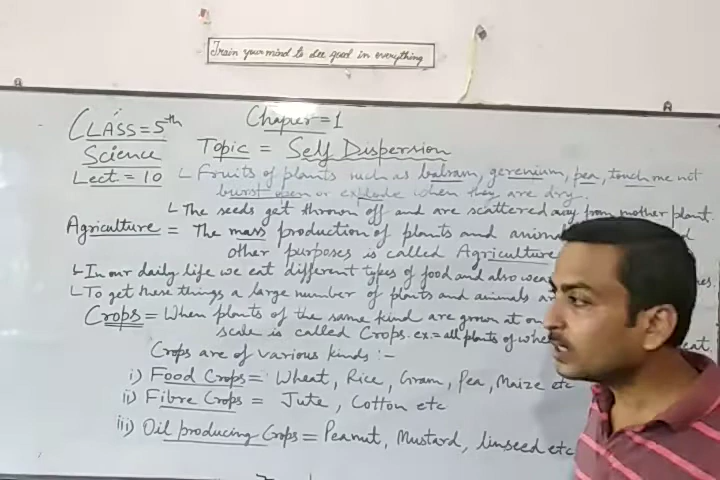 Train your mind to see good in everything
CLASS = 5th
Chaper = 1
Science
Topic = Self Dispersion
Lect. = 10
Fruits of plants such as balsam, gerenium, pea, touch me not
burst open or explode when they are dry.
The seeds get thrown off and are scattered away from mother plant.
Agriculture = The mass production of plants and
other purposes is called Agriculture
In our daily life we eat different types of food and also
To get these things a large number of plants and animals
Crops = When plants of the same kind are grown at
scale is called Crops. ex. = all plants of
Crops are of various kinds :-
i) Food Crops = Wheat, Rice, Gram, Pea, Maize etc
ii) Fibre Crops = Jute, Cotton etc
iii) Oil producing Crops = Peanut, Mustard, linseed etc